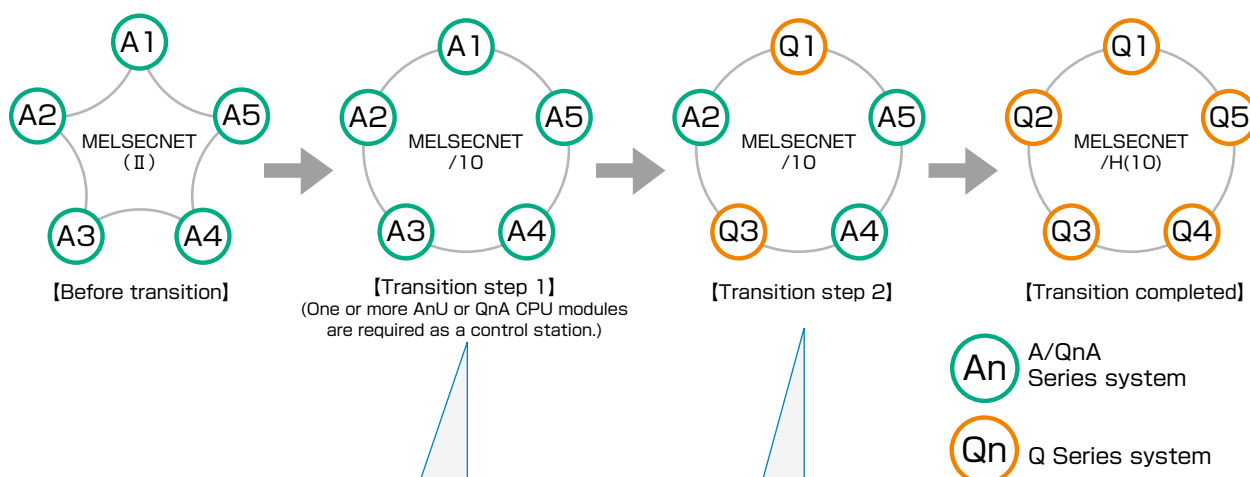 A1
A2
A5
MELSECNET
(Ⅱ)
A3
A4
【Before transition】
A1
A2
A5
MELSECNET
/10
A3
A4
【Transition step 1】
(One or more AnU or QnA CPU modules
are required as a control station.)
Q1
A2
A5
MELSECNET
/10
Q3
A4
【Transition step 2】
Q1
Q2
Q5
MELSECNET
/H(10)
Q3
Q4
【Transition completed】
An
A/QnA
Series system
Qn
Q Series system